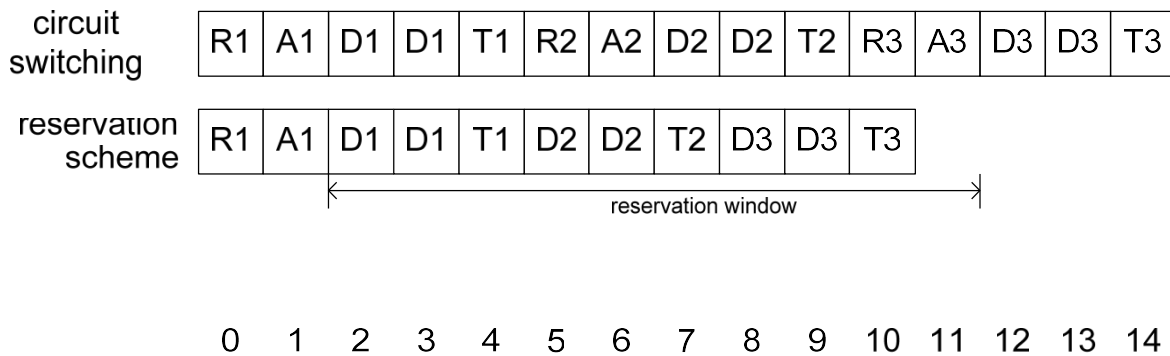 circuit
switching
R1 A1 D1 D1 T1 R2 A2 D2 D2 T2 R3 A3 D3 D3 T3
reservation
scheme
R1 A1 D1 D1 T1 D2 D2 T2 D3 D3 T3
reservation window
0 1 2 3 4 5 6 7 8 9 10 11 12 13 14